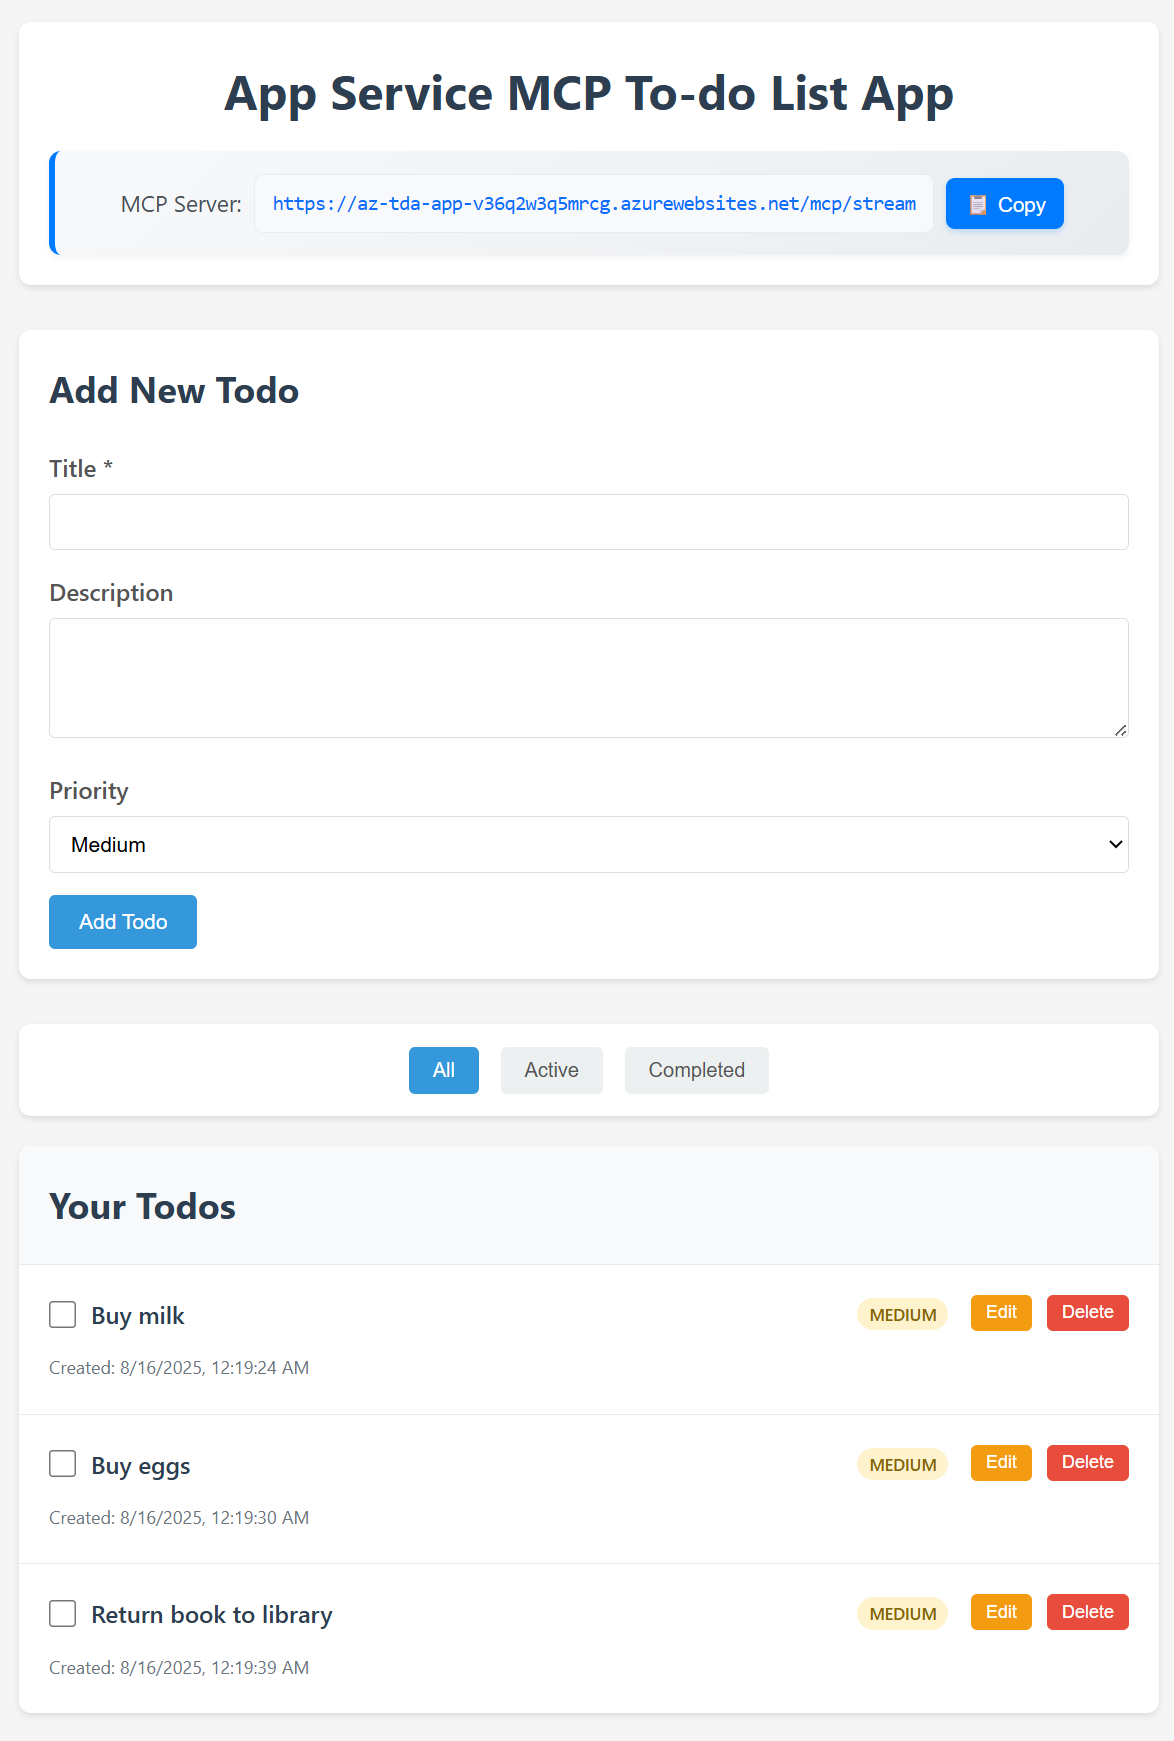 App Service MCP To-do List App
MCP Server: https://az-tda-app-v36q2w3q5mrcg.azurewebsites.net/mcp/stream Copy
Add New Todo
Title *
Description
Priority
Medium
Add Todo
All Active Completed
Your Todos
Buy milk MEDIUM Edit Delete
Created: 8/16/2025, 12:19:24 AM
Buy eggs MEDIUM Edit Delete
Created: 8/16/2025, 12:19:30 AM
Return book to library MEDIUM Edit Delete
Created: 8/16/2025, 12:19:39 AM